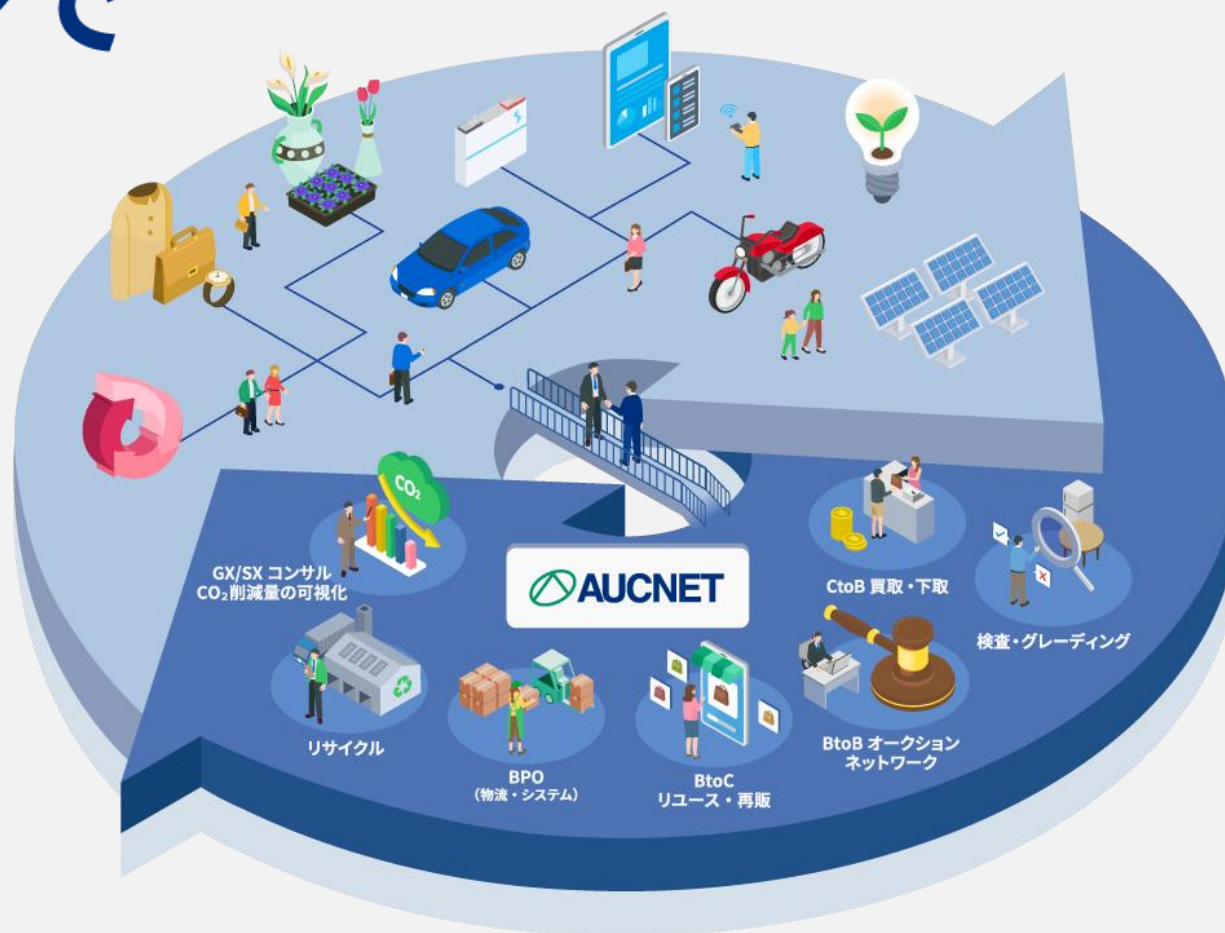 CO₂
GX/SX コンサル
CO₂削減量の可視化
AUCNET
CtoB 買取・下取
検査・グレーディング
リサイクル
BPO
(物流・システム)
BtoC
リユース・再販
BtoB オークション
ネットワーク